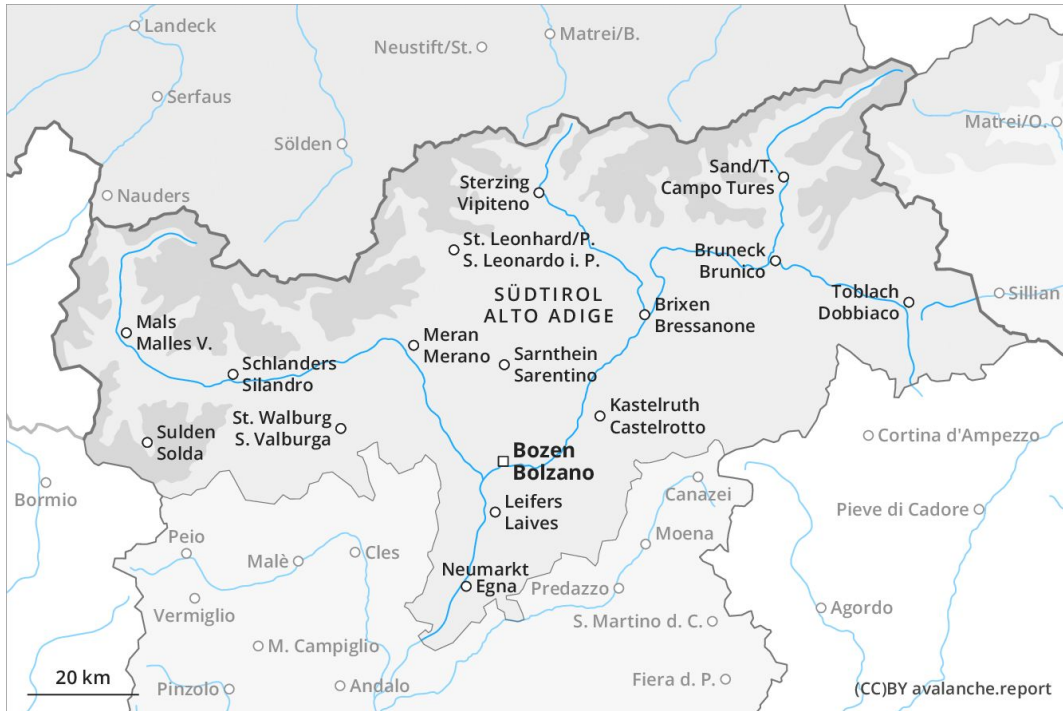 Landeck
Neustift/St.
Matrei/B.
Serfaus
Matrei/O.
Sölden
Nauders
Sand/T.
Campo Tures
Sterzing
Vipiteno
St. Leonhard/P.
S. Leonardo i. P.
Bruneck
Brunico
SÜDTIROL
ALTO ADIGE
Toblach
Dobbiaco
Sillian
Brixen
Bressanone
Mals
Malles V.
Meran
Merano
Sarnthein
Sarentino
Schlanders
Silandro
Kastelruth
Castelrotto
St. Walburg
S. Valburga
Sulden
Solda
Cortina d'Ampezzo
Bozen
Bolzano
Bormio
Canazei
Leifers
Laives
Pieve di Cadore
Peio
Malè
Cles
Moena
Neumarkt
Egna
Predazzo
Vermiglio
Agordo
S. Martino d. C.
M. Campiglio
20 km
Pinzolo
Andalo
Fiera d. P.
(CC)BY avalanche.report